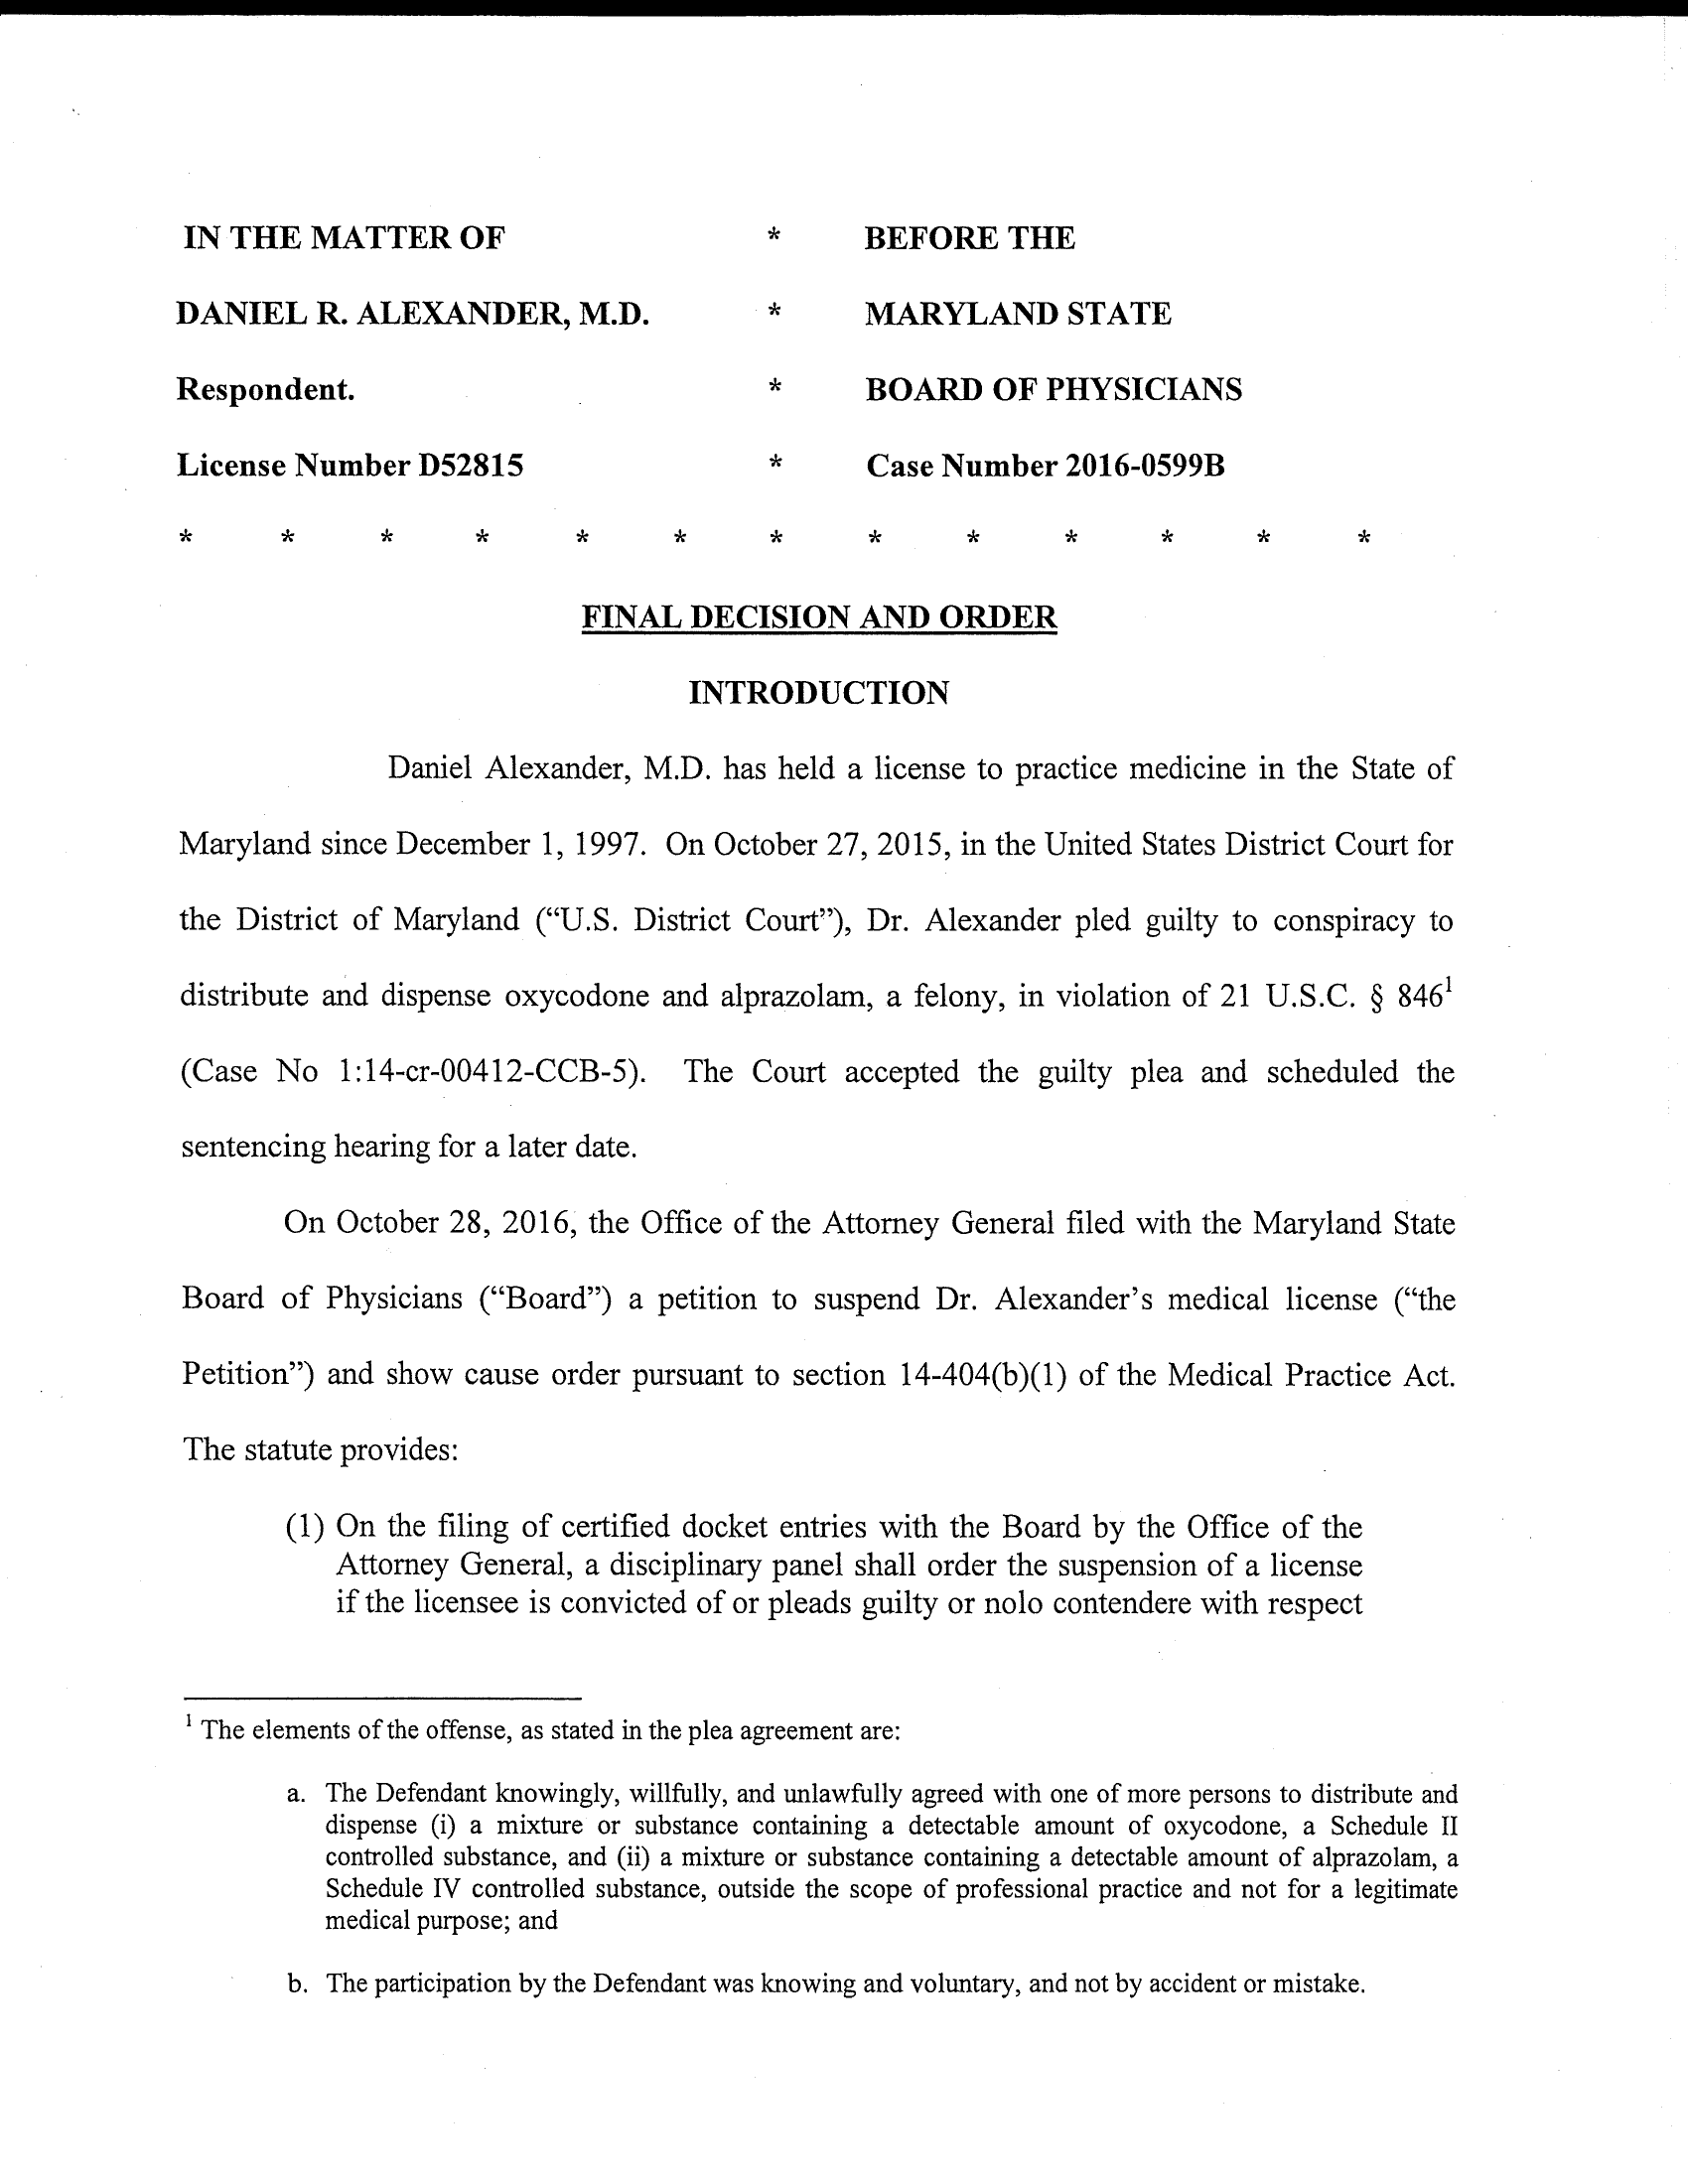 IN THE MATTER OF * BEFORE THE
DANIEL R. ALEXANDER, M.D. * MARYLAND STATE
Respondent. * BOARD OF PHYSICIANS
License Number D52815 * Case Number 2016-0599B
* * * * * * * * * * * * *
FINAL DECISION AND ORDER
INTRODUCTION
Daniel Alexander, M.D. has held a license to practice medicine in the State of
Maryland since December 1, 1997. On October 27, 2015, in the United States District Court for
the District of Maryland (“U.S. District Court”), Dr. Alexander pled guilty to conspiracy to
distribute and dispense oxycodone and alprazolam, a felony, in violation of 21 U.S.C. § 846¹
(Case No 1:14-cr-00412-CCB-5). The Court accepted the guilty plea and scheduled the
sentencing hearing for a later date.
On October 28, 2016, the Office of the Attorney General filed with the Maryland State
Board of Physicians (“Board”) a petition to suspend Dr. Alexander’s medical license (“the
Petition”) and show cause order pursuant to section 14-404(b)(1) of the Medical Practice Act.
The statute provides:
(1) On the filing of certified docket entries with the Board by the Office of the
Attorney General, a disciplinary panel shall order the suspension of a license
if the licensee is convicted of or pleads guilty or nolo contendere with respect
¹ The elements of the offense, as stated in the plea agreement are:
a. The Defendant knowingly, willfully, and unlawfully agreed with one of more persons to distribute and
dispense (i) a mixture or substance containing a detectable amount of oxycodone, a Schedule II
controlled substance, and (ii) a mixture or substance containing a detectable amount of alprazolam, a
Schedule IV controlled substance, outside the scope of professional practice and not for a legitimate
medical purpose; and
b. The participation by the Defendant was knowing and voluntary, and not by accident or mistake.